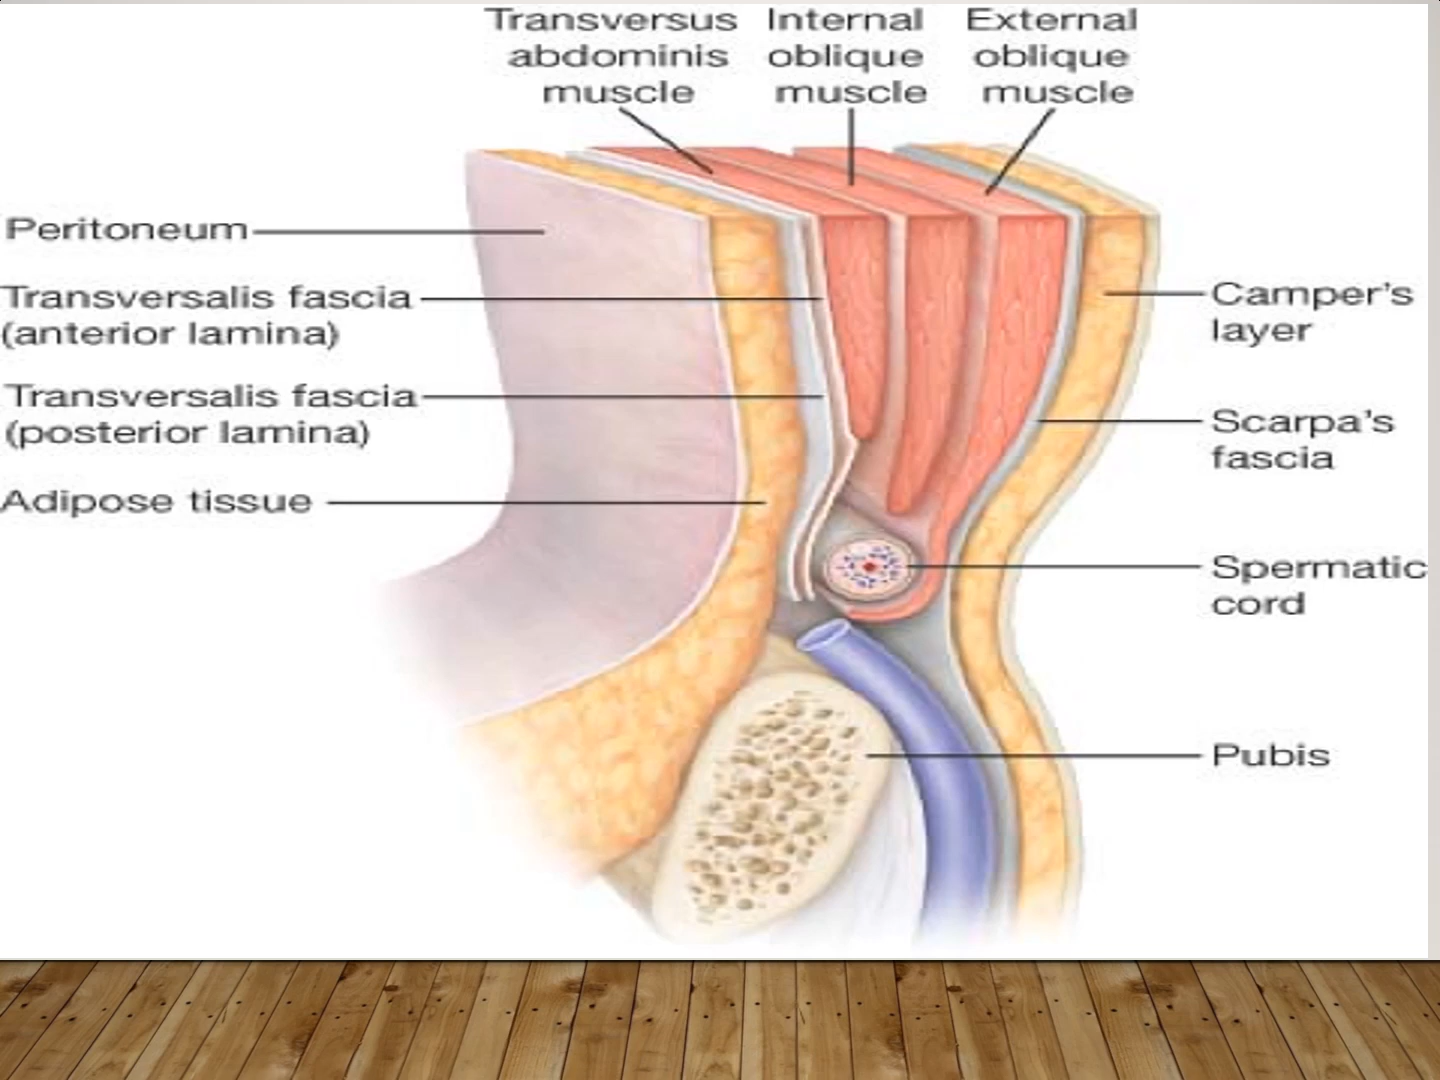 Transversus
abdominis
muscle
Internal
oblique
muscle
External
oblique
muscle
Peritoneum
Transversalis fascia
(anterior lamina)
Transversalis fascia
(posterior lamina)
Adipose tissue
Camper's
layer
Scarpa's
fascia
Spermatic
cord
Pubis